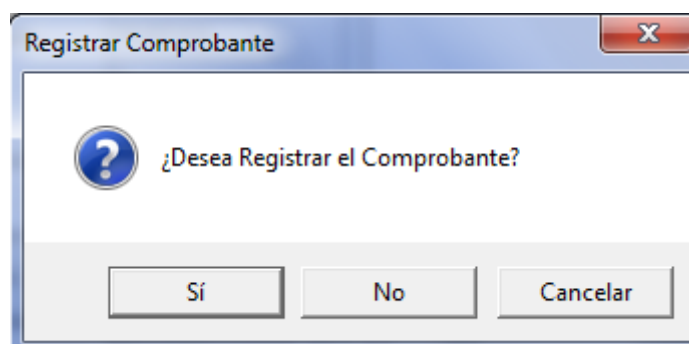 Registrar Comprobante
¿Desea Registrar el Comprobante?
Sí No Cancelar